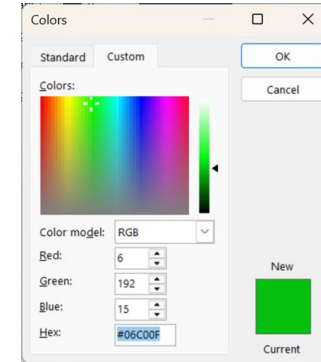 Colors
Standard Custom
OK
Cancel
Colors:
Color model: RGB
Red: 6
Green: 192
Blue: 15
Hex: #06C00F
New
Current